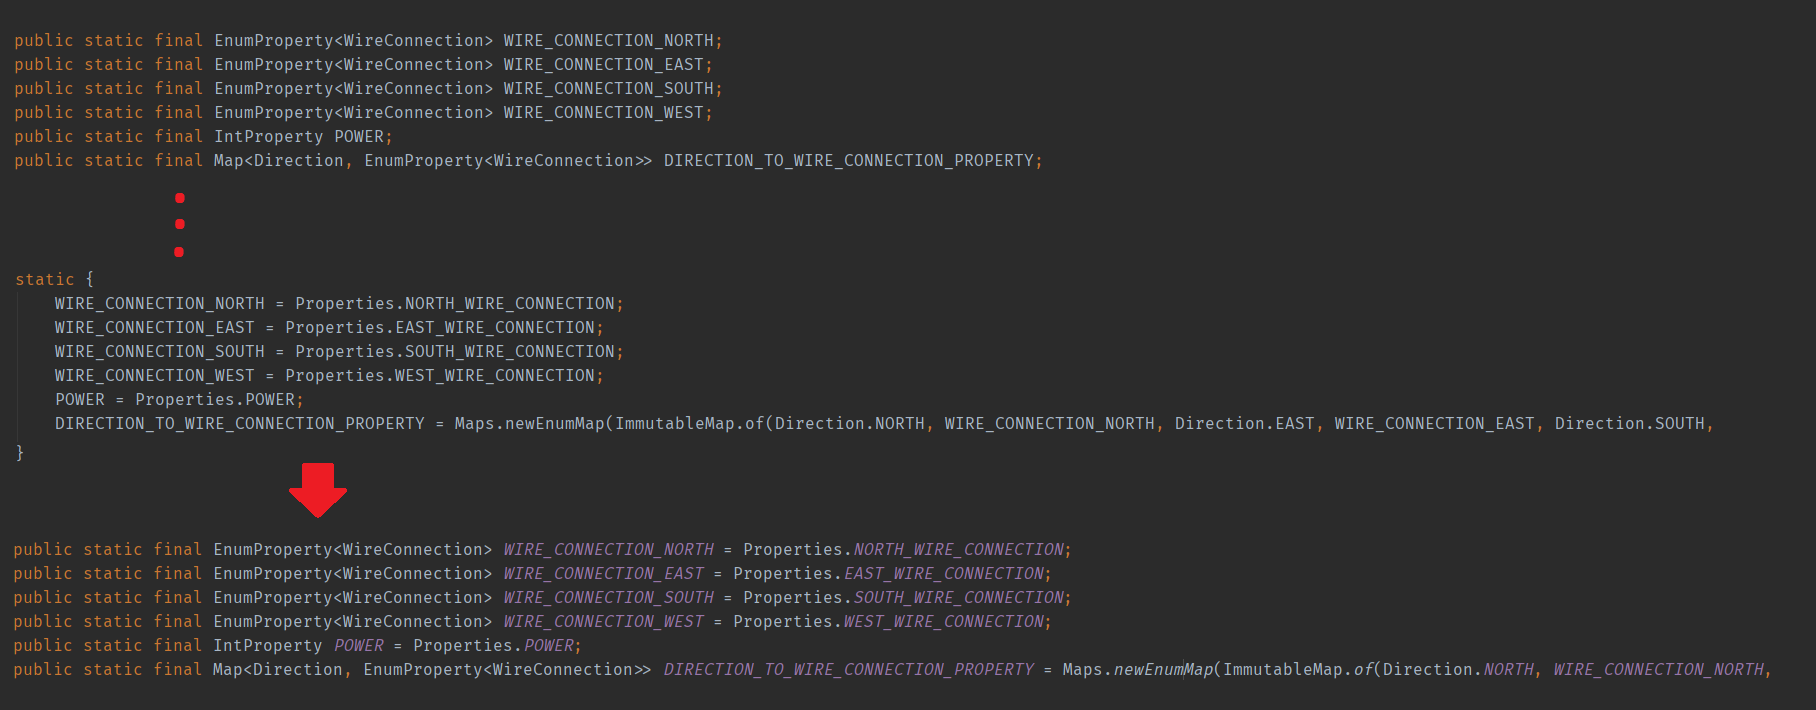 public static final EnumProperty<WireConnection> WIRE_CONNECTION_NORTH;
public static final EnumProperty<WireConnection> WIRE_CONNECTION_EAST;
public static final EnumProperty<WireConnection> WIRE_CONNECTION_SOUTH;
public static final EnumProperty<WireConnection> WIRE_CONNECTION_WEST;
public static final IntProperty POWER;
public static final Map<Direction, EnumProperty<WireConnection>> DIRECTION_TO_WIRE_CONNECTION_PROPERTY;
static {
WIRE_CONNECTION_NORTH = Properties.NORTH_WIRE_CONNECTION;
WIRE_CONNECTION_EAST = Properties.EAST_WIRE_CONNECTION;
WIRE_CONNECTION_SOUTH = Properties.SOUTH_WIRE_CONNECTION;
WIRE_CONNECTION_WEST = Properties.WEST_WIRE_CONNECTION;
POWER = Properties.POWER;
DIRECTION_TO_WIRE_CONNECTION_PROPERTY = Maps.newEnumMap(ImmutableMap.of(Direction.NORTH, WIRE_CONNECTION_NORTH, Direction.EAST, WIRE_CONNECTION_EAST, Direction.SOUTH,
}
public static final EnumProperty<WireConnection> WIRE_CONNECTION_NORTH = Properties.NORTH_WIRE_CONNECTION;
public static final EnumProperty<WireConnection> WIRE_CONNECTION_EAST = Properties.EAST_WIRE_CONNECTION;
public static final EnumProperty<WireConnection> WIRE_CONNECTION_SOUTH = Properties.SOUTH_WIRE_CONNECTION;
public static final EnumProperty<WireConnection> WIRE_CONNECTION_WEST = Properties.WEST_WIRE_CONNECTION;
public static final IntProperty POWER = Properties.POWER;
public static final Map<Direction, EnumProperty<WireConnection>> DIRECTION_TO_WIRE_CONNECTION_PROPERTY = Maps.newEnumMap(ImmutableMap.of(Direction.NORTH, WIRE_CONNECTION_NORTH,